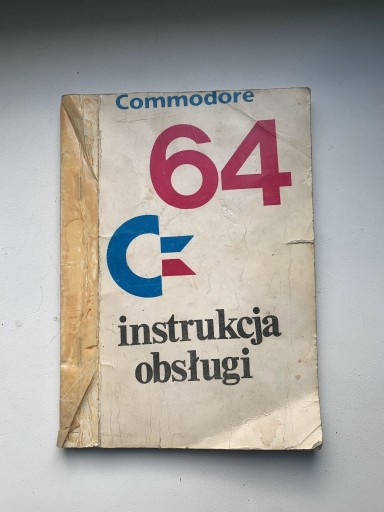 Commodore
64
instrukcja
obsługi